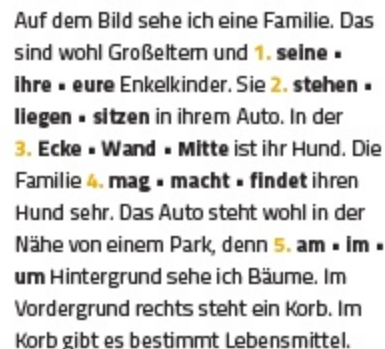 Auf dem Bild sehe ich eine Familie. Das
sind wohl Großeltern und 1. seine ▪
ihre ▪ eure Enkelkinder. Sie 2. stehen ▪
liegen ▪ sitzen in ihrem Auto. In der
3. Ecke ▪ Wand ▪ Mitte ist ihr Hund. Die
Familie 4. mag ▪ macht ▪ findet ihren
Hund sehr. Das Auto steht wohl in der
Nähe von einem Park, denn 5. am ▪ im ▪
um Hintergrund sehe ich Bäume. Im
Vordergrund rechts steht ein Korb. Im
Korb gibt es bestimmt Lebensmittel.